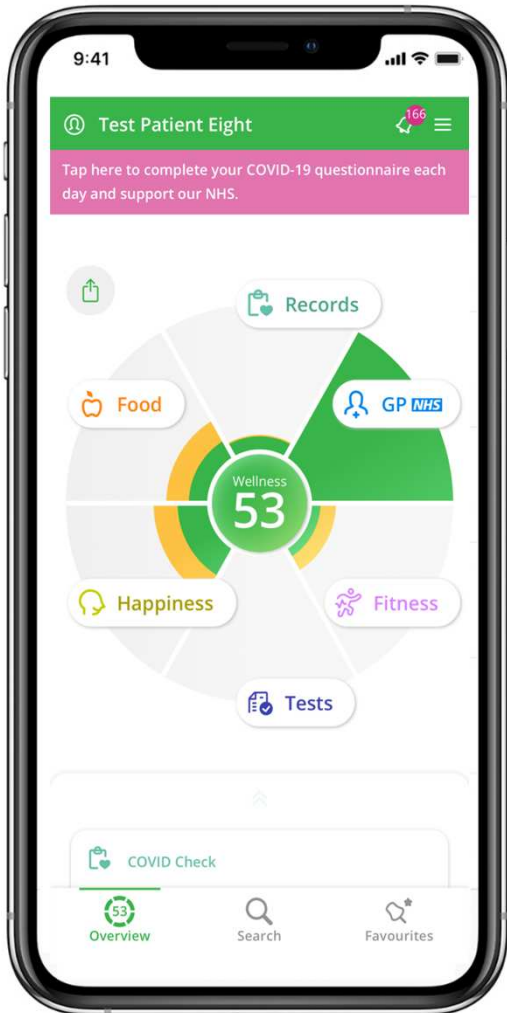 9:41
Test Patient Eight
166
Tap here to complete your COVID-19 questionnaire each
day and support our NHS.
Records
Food
GP NHS
Wellness
53
Happiness
Fitness
Tests
COVID Check
53
Overview
Search
Favourites